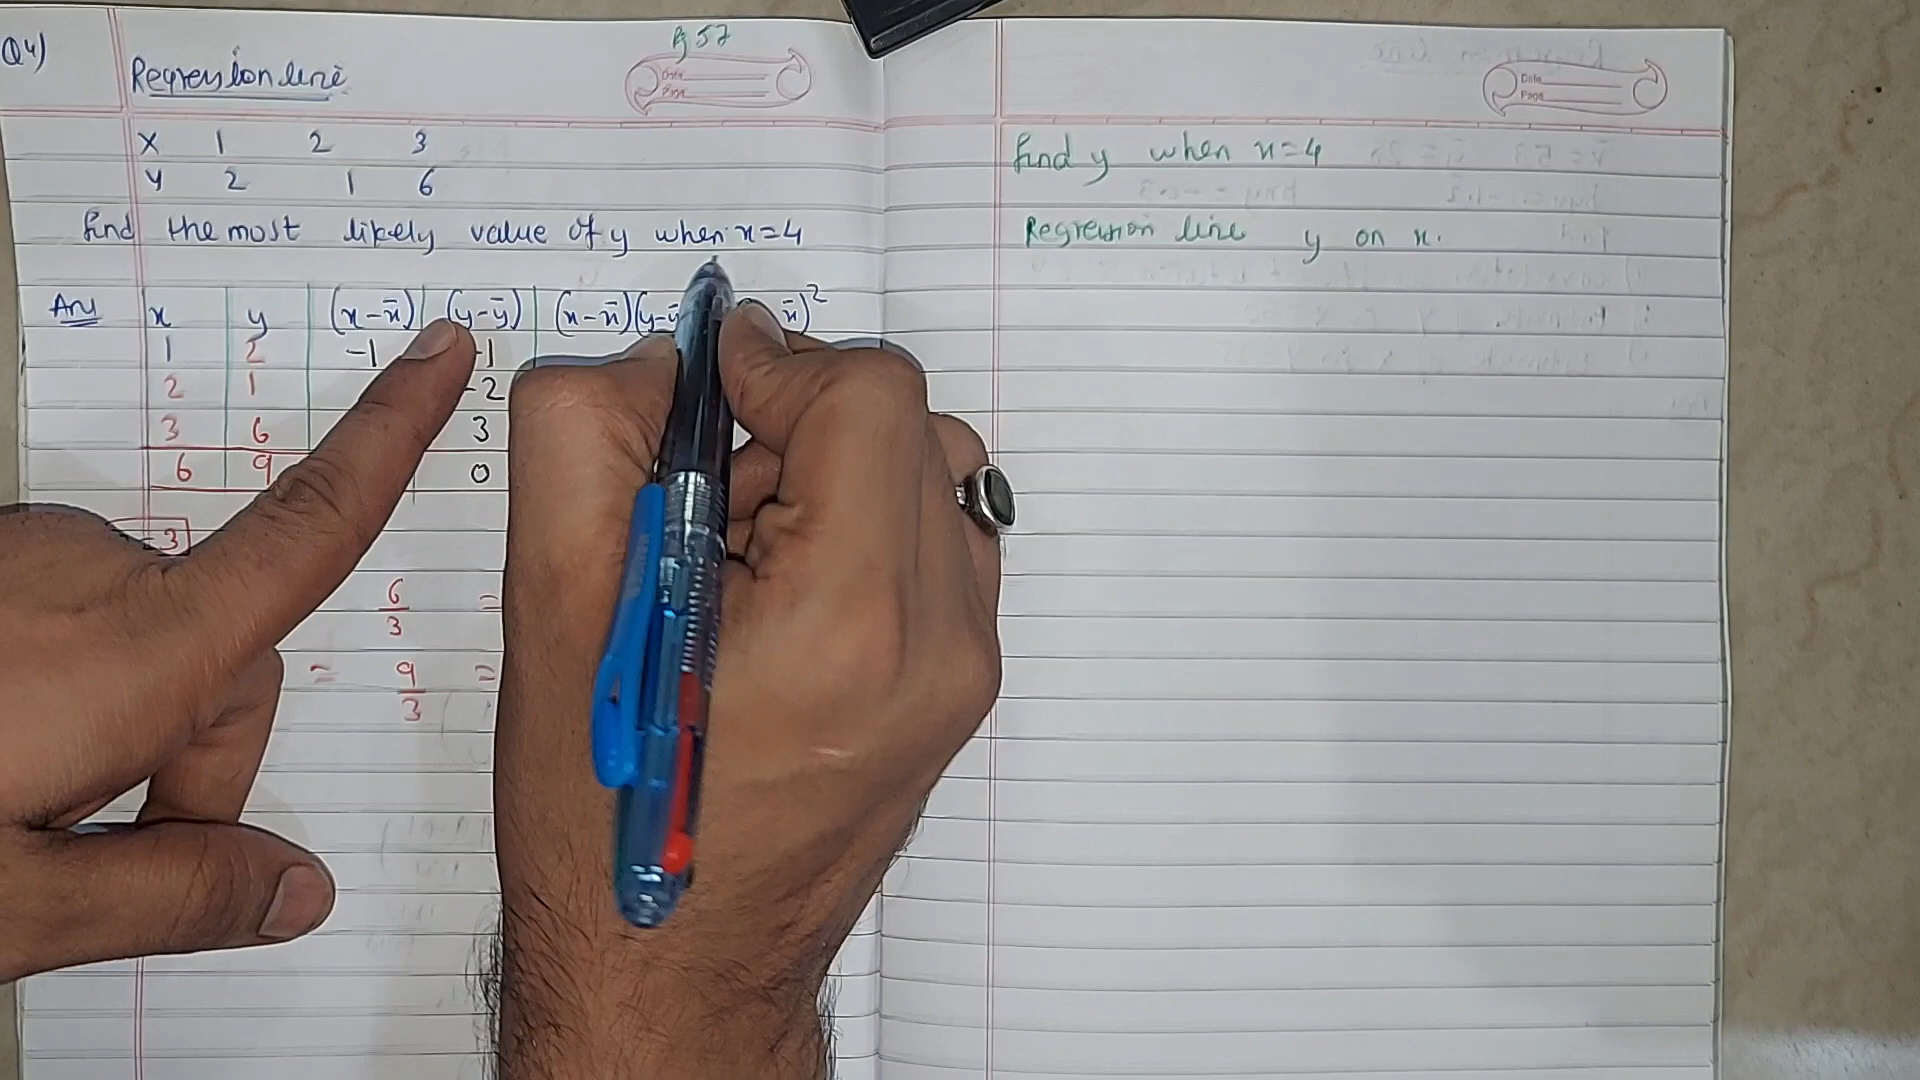 Q4)
Regression line
Pg 57
Date
Page
X 1 2 3
Y 2 1 6
find the most likely value of y when x=4
Ans x y (x-x̄) (y-ȳ) (x-x̄)(y-ȳ x̄)²
1 2 -1 -1
2 1 -2
3 6 3
6 9 0
=3
6/3 =
= 9/3 =
Date
Page
find y when x=4
Regression line y on x.